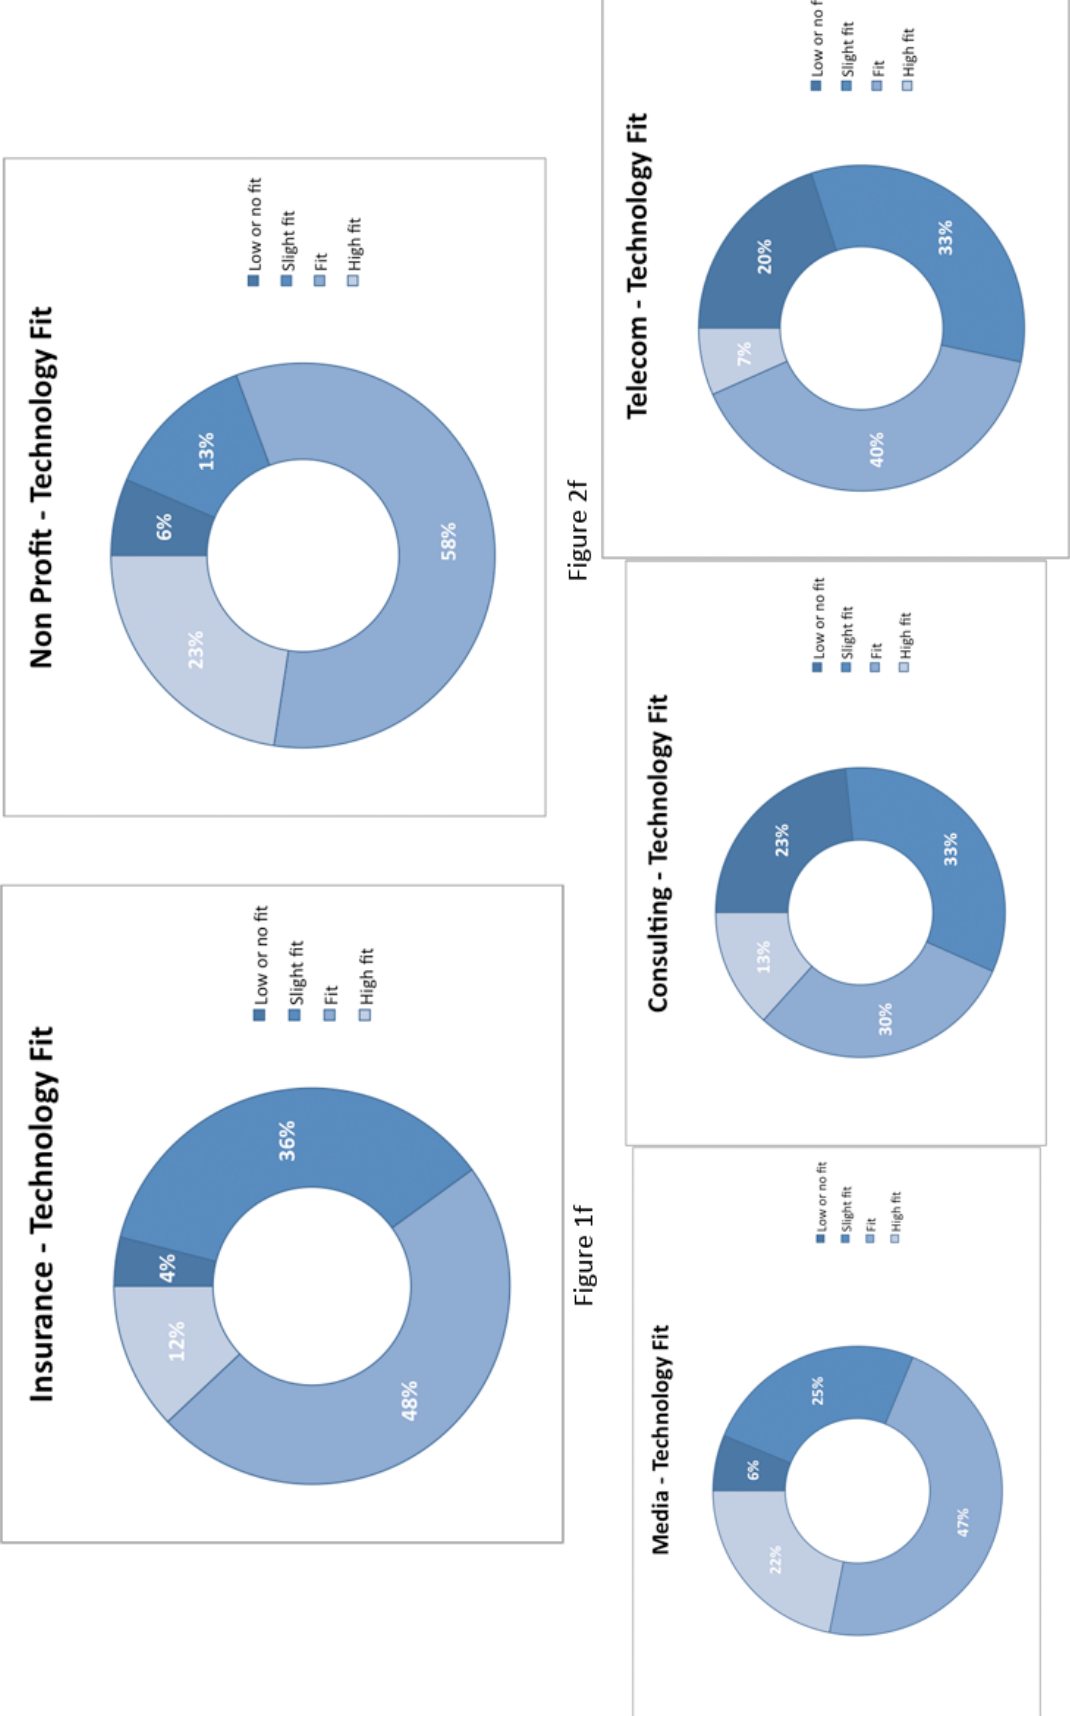 Insurance - Technology Fit
4%
36%
48%
12%
Low or no fit
Slight fit
Fit
High fit
Figure 1f
Non Profit - Technology Fit
6%
13%
58%
23%
Low or no fit
Slight fit
Fit
High fit
Figure 2f
Media - Technology Fit
6%
25%
47%
22%
Low or no fit
Slight fit
Fit
High fit
Consulting - Technology Fit
23%
33%
30%
13%
Low or no fit
Slight fit
Fit
High fit
Telecom - Technology Fit
20%
33%
40%
7%
Low or no f
Slight fit
Fit
High fit